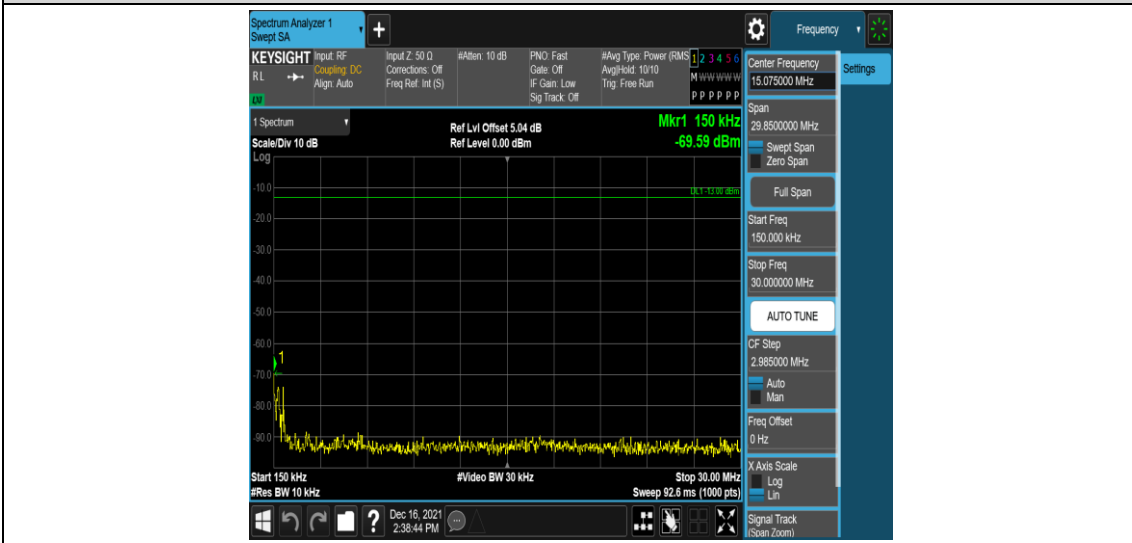 Spectrum Analyzer 1
Swept SA
+
Frequency
KEYSIGHT
RL
LXI
Input: RF
Coupling: DC
Align: Auto
Input Z: 50 Ω
Corrections: Off
Freq Ref: Int (S)
#Atten: 10 dB
PNO: Fast
Gate: Off
IF Gain: Low
Sig Track: Off
#Avg Type: Power (RMS
Avg|Hold: 10/10
Trig: Free Run
1 2 3 4 5 6
M W W W W W
P P P P P P
1 Spectrum
Scale/Div 10 dB
Log
Ref Lvl Offset 5.04 dB
Ref Level 0.00 dBm
Mkr1 150 kHz
-69.59 dBm
DL1 -13.00 dBm
-10.0
-20.0
-30.0
-40.0
-50.0
-60.0
1
-70.0
-80.0
-90.0
Start 150 kHz
#Res BW 10 kHz
#Video BW 30 kHz
Stop 30.00 MHz
Sweep 92.6 ms (1000 pts)
?
Dec 16, 2021
2:38:44 PM
Center Frequency
15.075000 MHz
Span
29.8500000 MHz
Swept Span
Zero Span
Full Span
Start Freq
150.000 kHz
Stop Freq
30.000000 MHz
AUTO TUNE
CF Step
2.985000 MHz
Auto
Man
Freq Offset
0 Hz
X Axis Scale
Log
Lin
Signal Track
(Span Zoom)
Settings